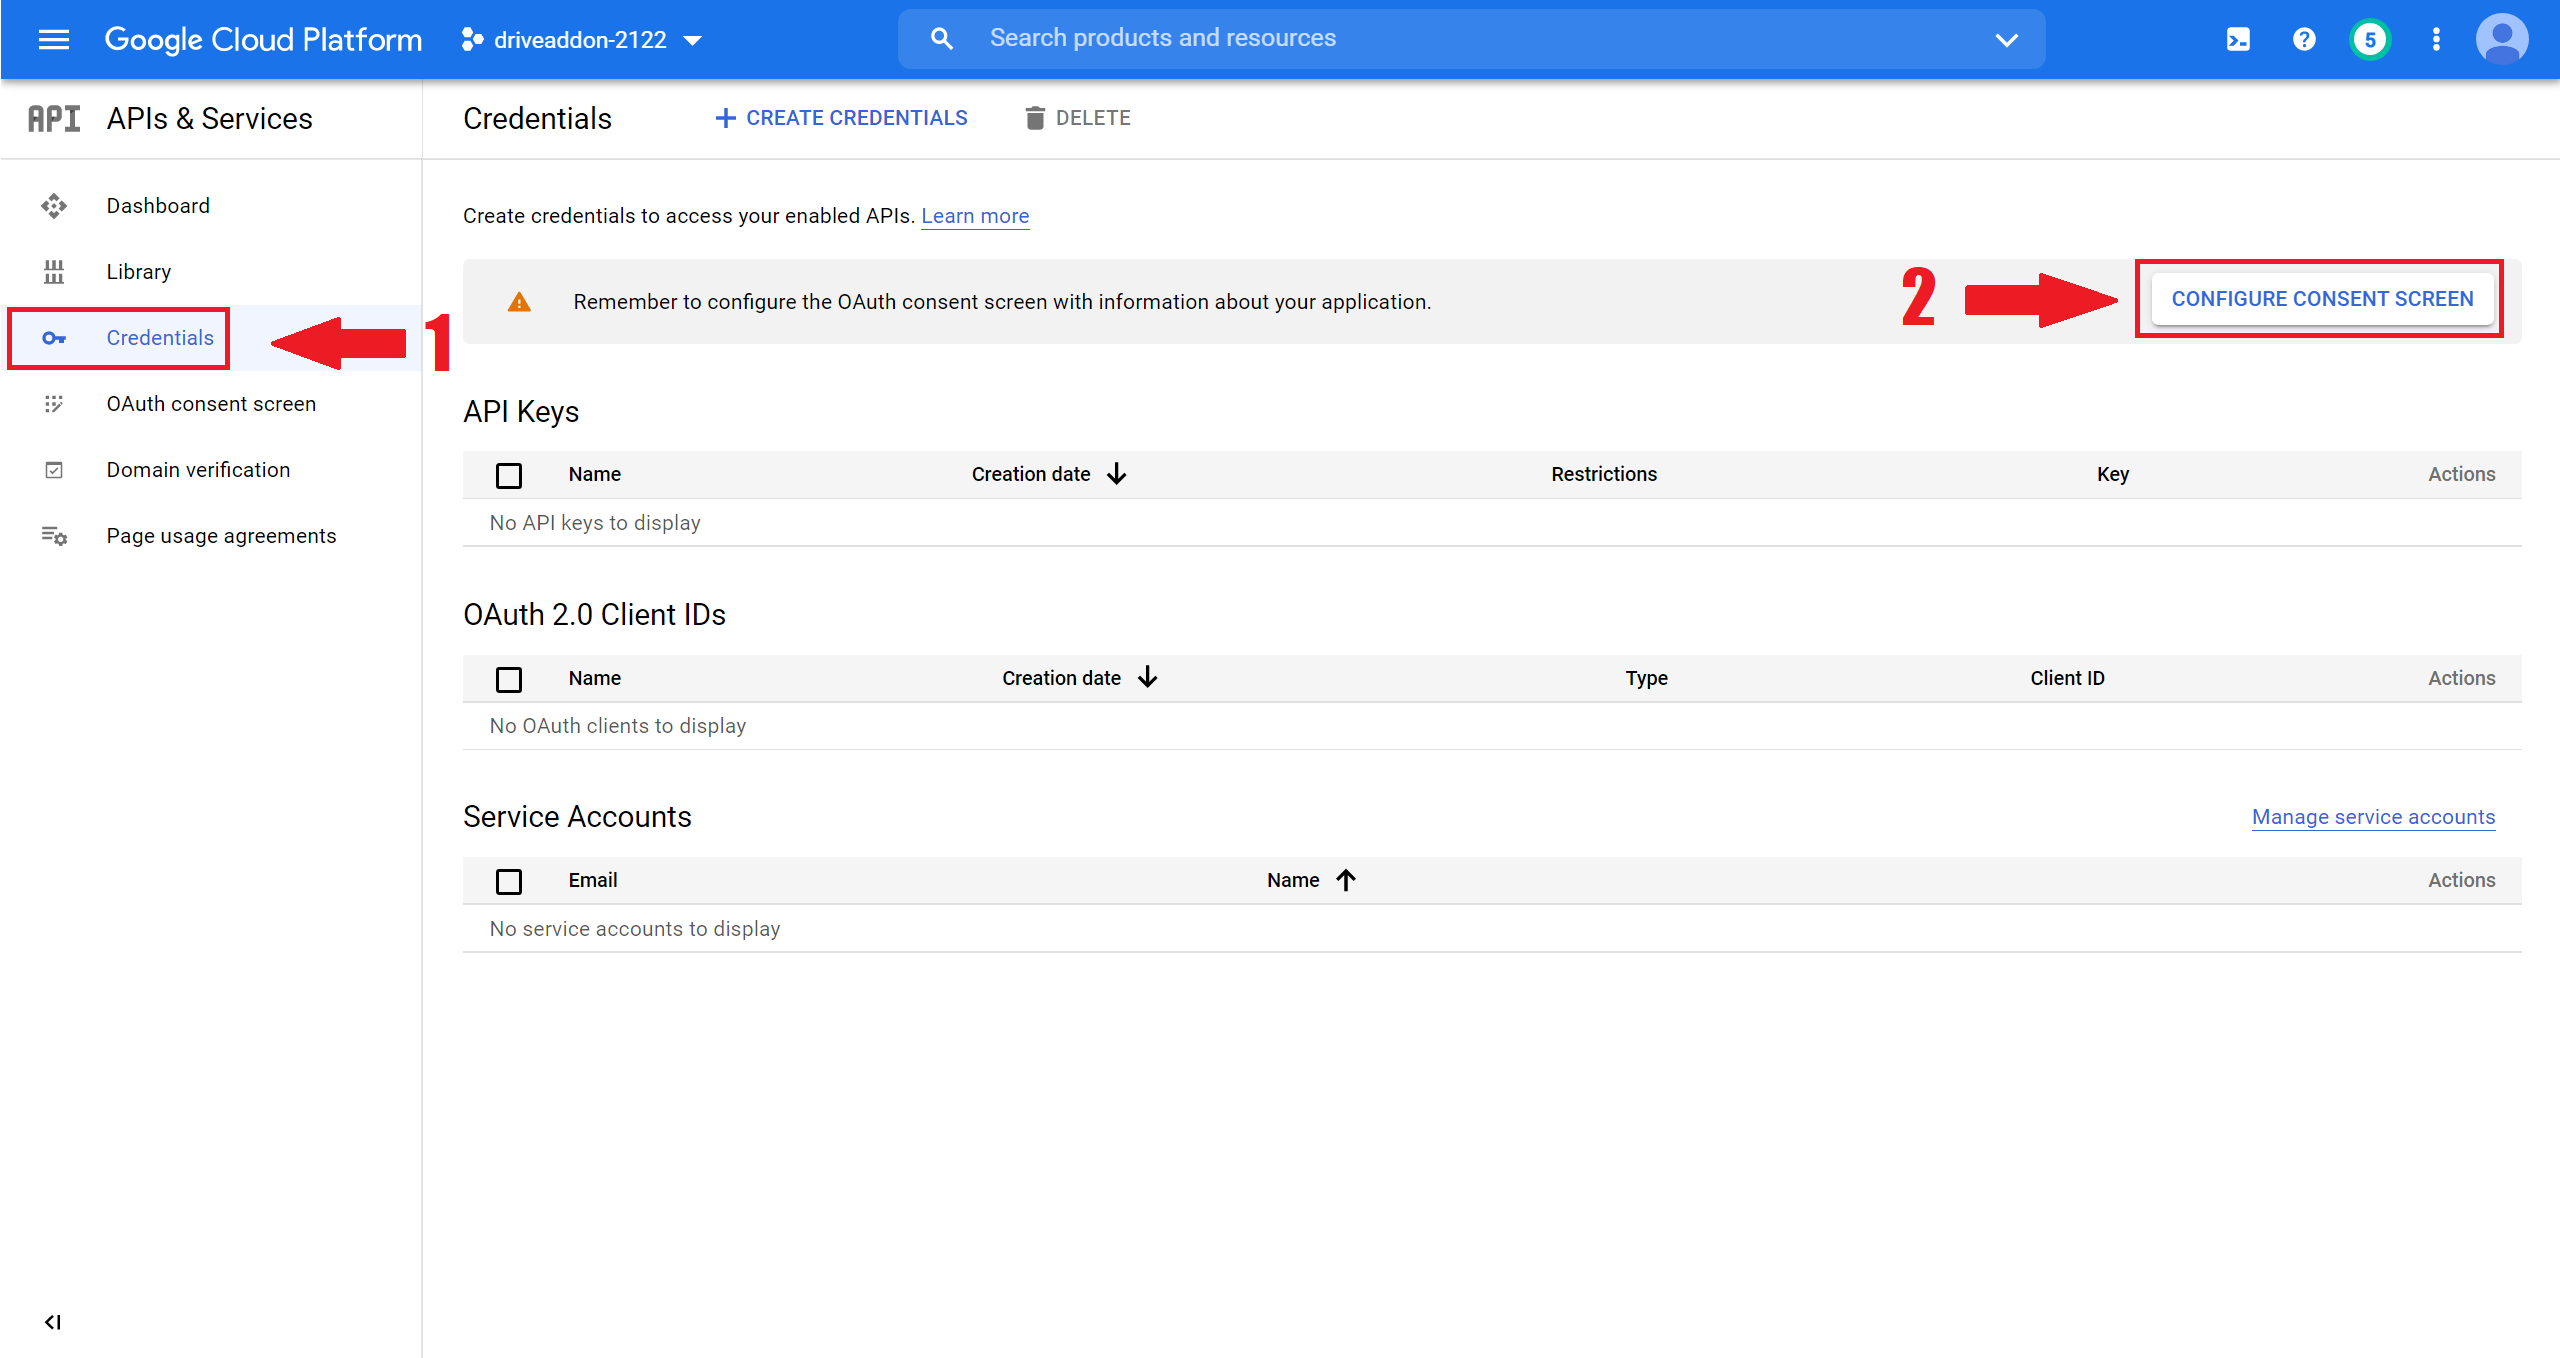 Google Cloud Platform
driveaddon-2122
Search products and resources
5
API APIs & Services
Credentials
CREATE CREDENTIALS
DELETE
Dashboard
Library
Credentials
1
OAuth consent screen
Domain verification
Page usage agreements
Create credentials to access your enabled APIs. Learn more
Remember to configure the OAuth consent screen with information about your application.
2
CONFIGURE CONSENT SCREEN
API Keys
Name Creation date Restrictions Key Actions
No API keys to display
OAuth 2.0 Client IDs
Name Creation date Type Client ID Actions
No OAuth clients to display
Service Accounts
Manage service accounts
Email Name Actions
No service accounts to display